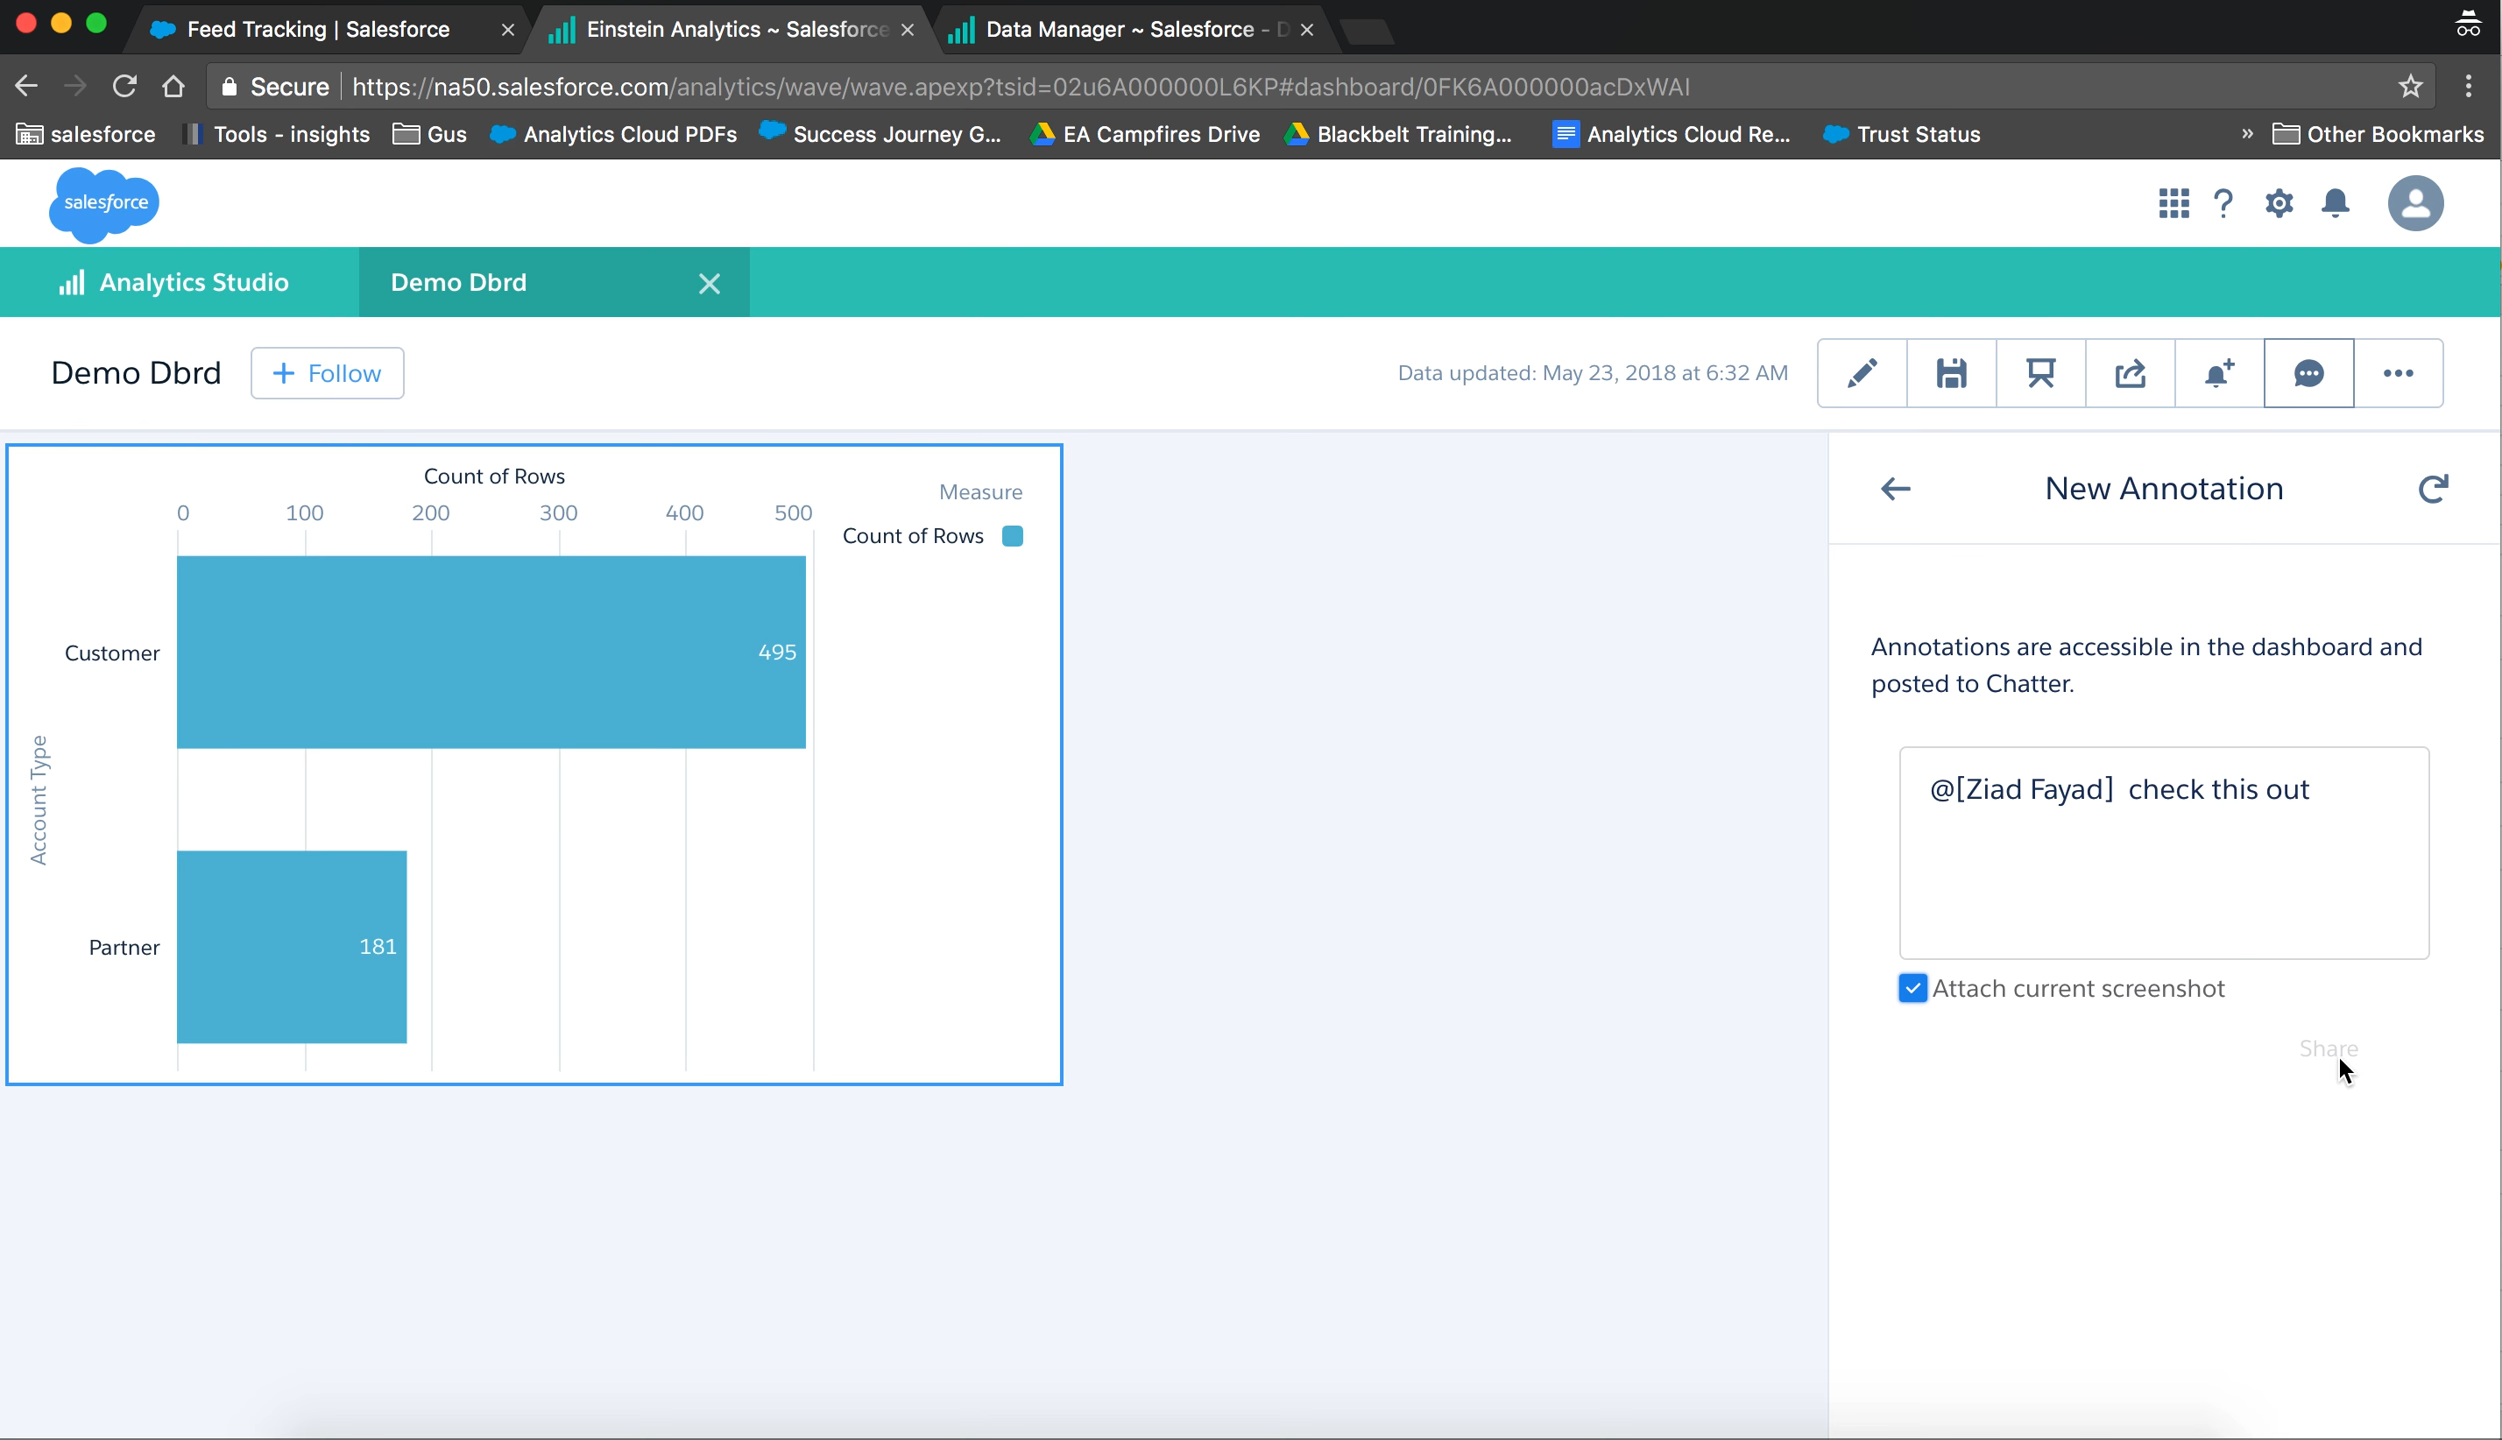 Feed Tracking | Salesforce
Einstein Analytics ~ Salesforce
Data Manager ~ Salesforce - D
Secure
https://na50.salesforce.com/analytics/wave/wave.apexp?tsid=02u6A000000L6KP#dashboard/0FK6A000000acDxWAI
salesforce
Tools - insights
Gus
Analytics Cloud PDFs
Success Journey G...
EA Campfires Drive
Blackbelt Training...
Analytics Cloud Re...
Trust Status
»
Other Bookmarks
salesforce
Analytics Studio
Demo Dbrd
Demo Dbrd
+ Follow
Data updated: May 23, 2018 at 6:32 AM
Count of Rows
0 100 200 300 400 500
Measure
Count of Rows
Account Type
Customer
495
Partner
181
New Annotation
Annotations are accessible in the dashboard and
posted to Chatter.
@[Ziad Fayad] check this out
Attach current screenshot
Share